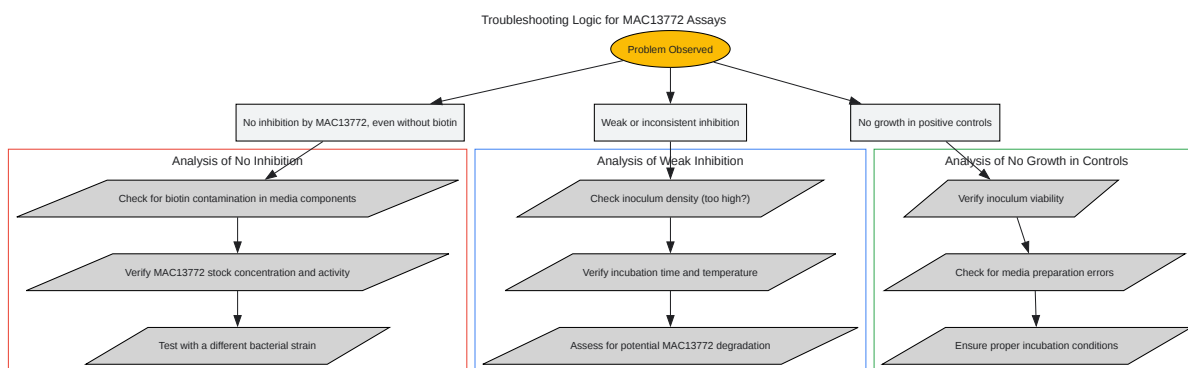 Troubleshooting Logic for MAC13772 Assays
Problem Observed
No inhibition by MAC13772, even without biotin
Weak or inconsistent inhibition
No growth in positive controls
Analysis of No Inhibition
Check for biotin contamination in media components
Verify MAC13772 stock concentration and activity
Test with a different bacterial strain
Analysis of Weak Inhibition
Check inoculum density (too high?)
Verify incubation time and temperature
Assess for potential MAC13772 degradation
Analysis of No Growth in Controls
Verify inoculum viability
Check for media preparation errors
Ensure proper incubation conditions